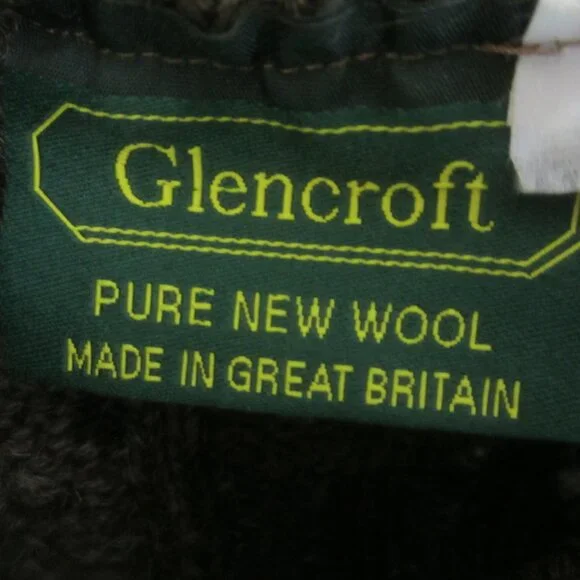 Glencroft
PURE NEW WOOL
MADE IN GREAT BRITAIN